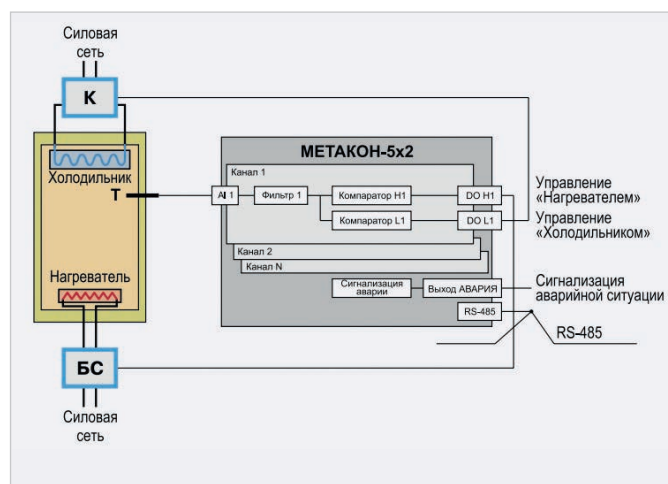 Силовая
сеть
К
Холодильник
Т
Нагреватель
БС
Силовая
сеть
МЕТАКОН-5х2
Канал 1
AI 1
Фильтр 1
Компаратор Н1
DO H1
Компаратор L1
DO L1
Канал 2
Канал N
Сигнализация
аварии
Выход АВАРИЯ
RS-485
Управление
«Нагревателем»
Управление
«Холодильником»
Сигнализация
аварийной ситуации
RS-485